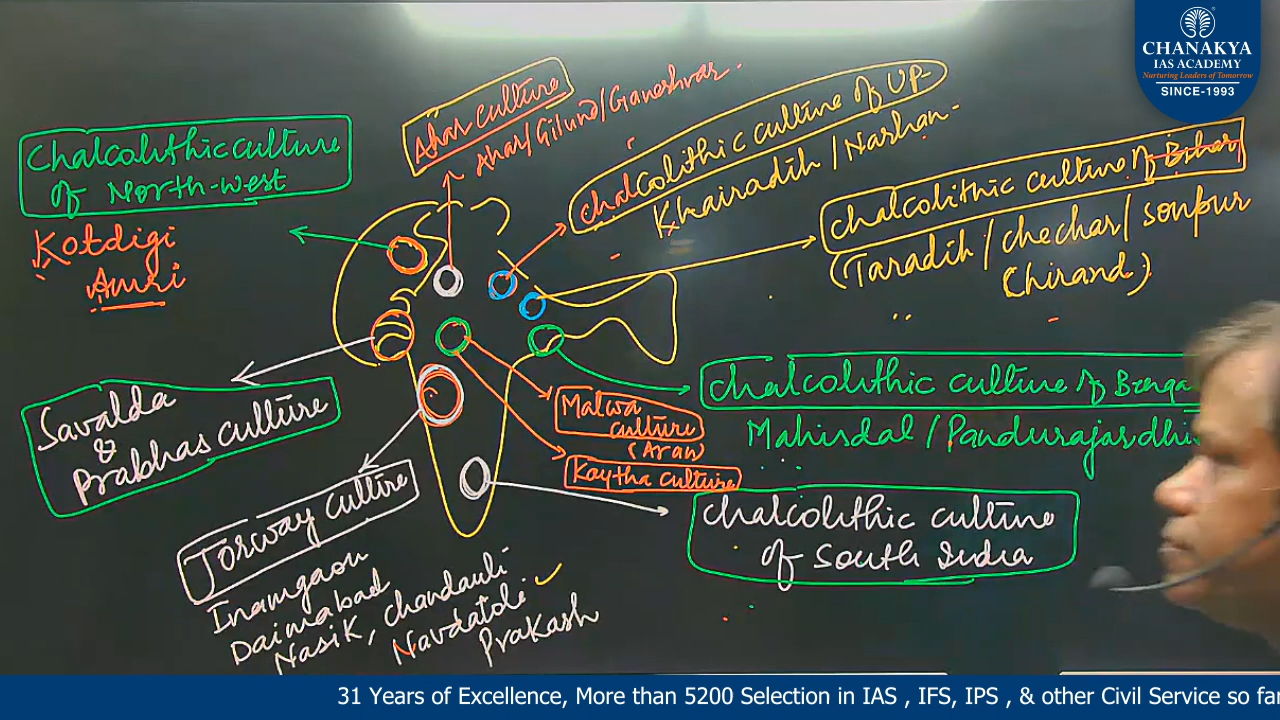 CHANAKYA
IAS ACADEMY
Nurturing Leaders of Tomorrow
SINCE-1993
Ahar culture
Ahar/Gilund/Ganeshvar
Chalcolithic culture
of North-west
Kotdigi
Amri
chalcolithic culture of UP
Khairadih / Narhan
chalcolithic culture of Bihar
(Taradih / chechar / sonpur
Chirand)
Savalda
&
Prabhas culture
chalcolithic culture of Benga
Mahisdal / Pandurajardhi
Malwa
culture
(Aran)
Kaytha culture
chalcolithic culture
of South India
Jorway culture
Inamgaon
Daimabad
Nasik, chandauli
Navdatoli
Prakash
31 Years of Excellence, More than 5200 Selection in IAS , IFS, IPS , & other Civil Service so far